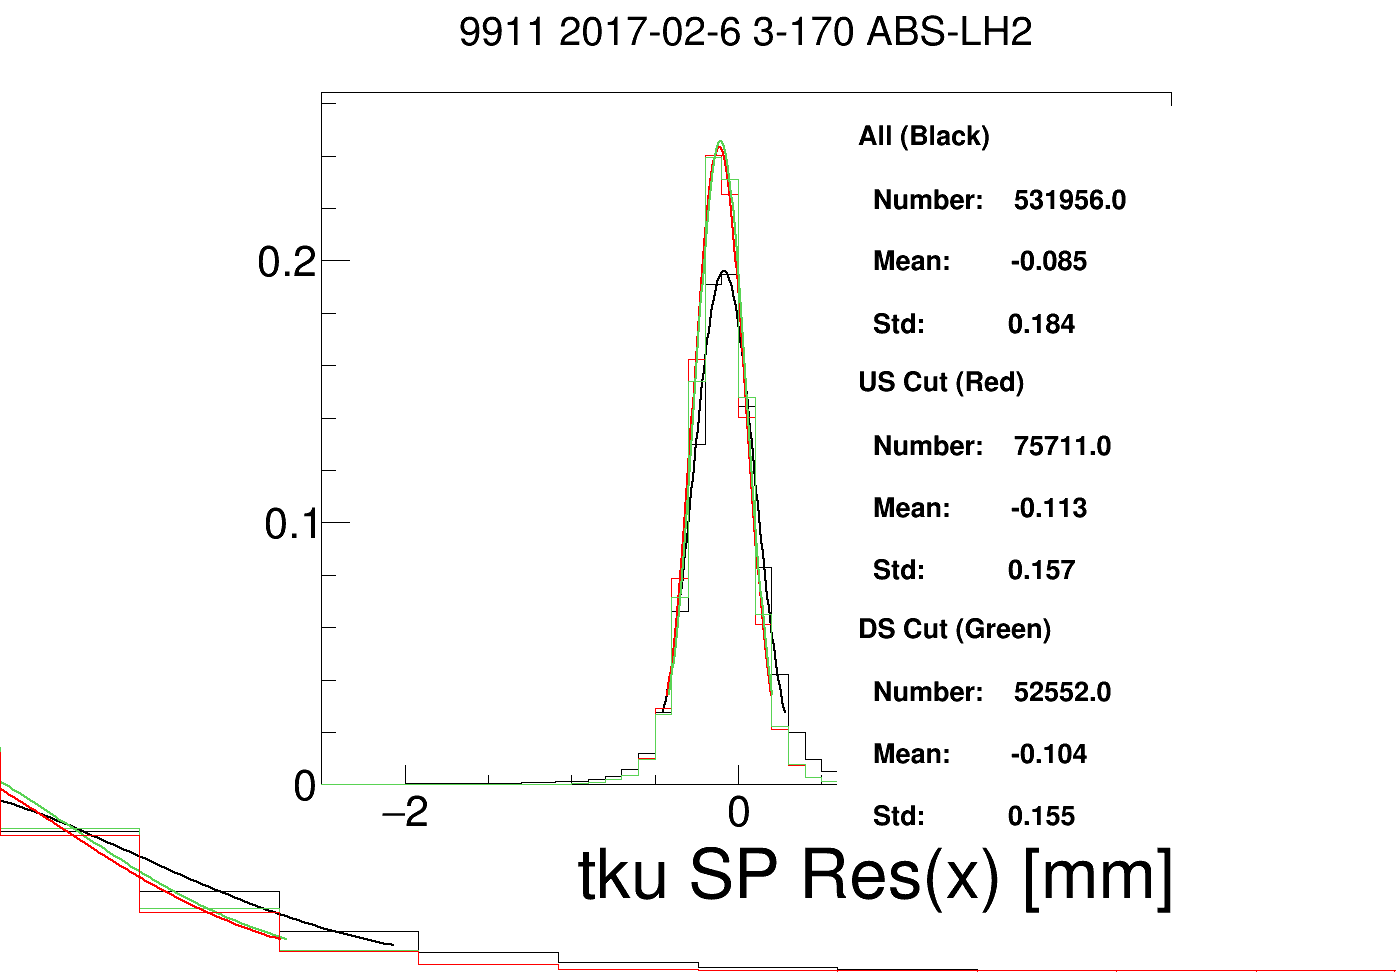 9911 2017-02-6 3-170 ABS-LH2
All (Black)
Number: 531956.0
Mean: -0.085
Std: 0.184
US Cut (Red)
Number: 75711.0
Mean: -0.113
Std: 0.157
DS Cut (Green)
Number: 52552.0
Mean: -0.104
Std: 0.155
0.2
0.1
0
−2 0
tku SP Res(x) [mm]